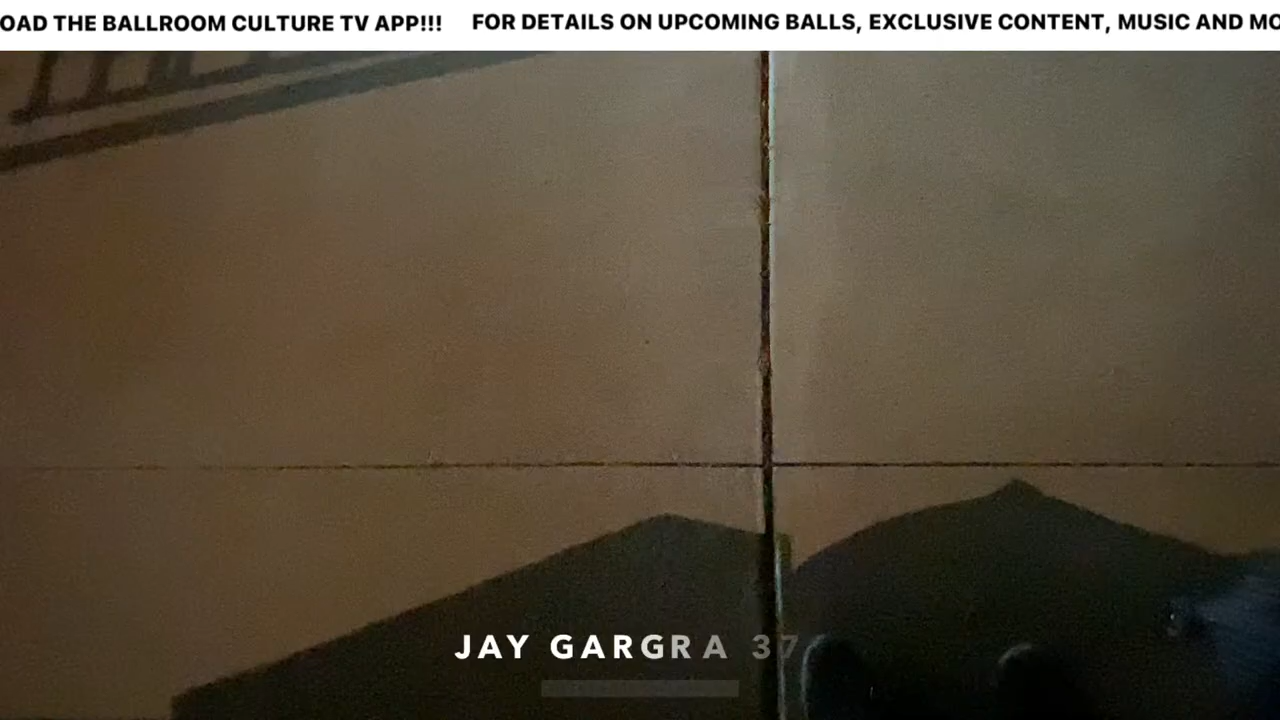 OAD THE BALLROOM CULTURE TV APP!!! FOR DETAILS ON UPCOMING BALLS, EXCLUSIVE CONTENT, MUSIC AND MO
JAY GARGRA 37